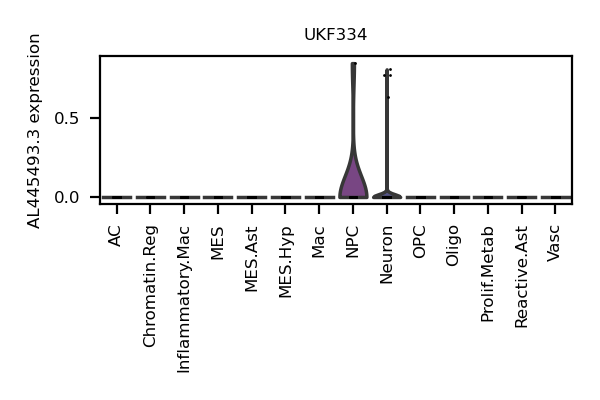 UKF334
AL445493.3 expression
0.5
0.0
AC
Chromatin.Reg
Inflammatory.Mac
MES
MES.Ast
MES.Hyp
Mac
NPC
Neuron
OPC
Oligo
Prolif.Metab
Reactive.Ast
Vasc